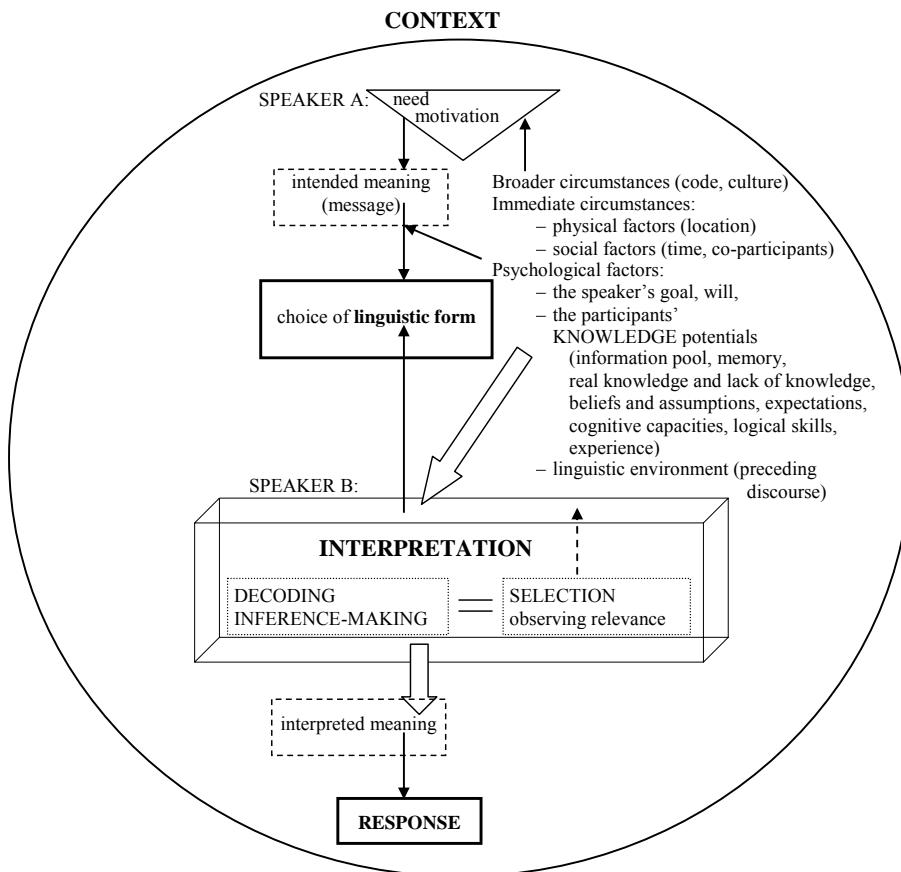 CONTEXT
SPEAKER A:
need
motivation
intended meaning
(message)
Broader circumstances (code, culture)
Immediate circumstances:
– physical factors (location)
– social factors (time, co-participants)
Psychological factors:
– the speaker’s goal, will,
– the participants’
KNOWLEDGE potentials
(information pool, memory,
real knowledge and lack of knowledge,
beliefs and assumptions, expectations,
cognitive capacities, logical skills,
experience)
– linguistic environment (preceding
discourse)
choice of linguistic form
SPEAKER B:
INTERPRETATION
DECODING
INFERENCE-MAKING
SELECTION
observing relevance
interpreted meaning
RESPONSE